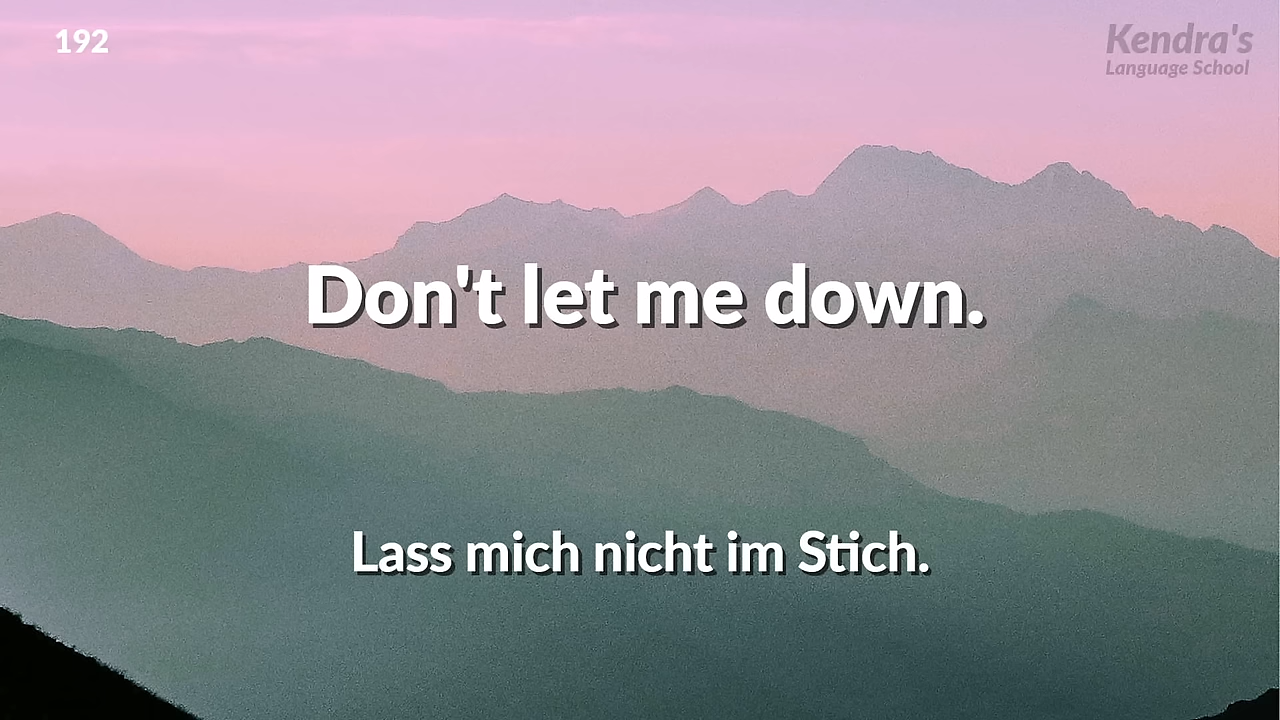 192
Kendra's
Language School
Don't let me down.
Lass mich nicht im Stich.